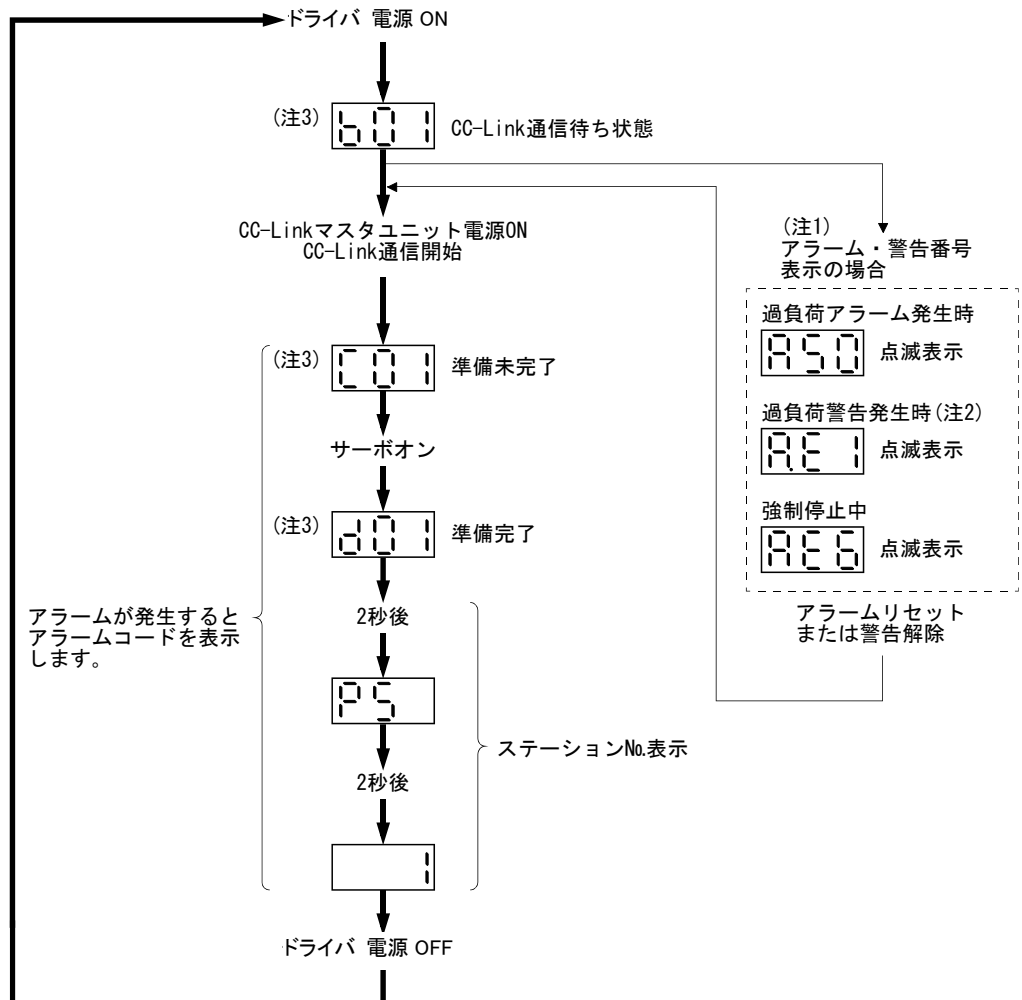 ドライバ 電源 ON
(注3) b01 CC-Link通信待ち状態
CC-Linkマスタユニット電源ON
CC-Link通信開始
(注3) C01 準備未完了
サーボオン
(注3) d01 準備完了
2秒後
PS
2秒後
1
ドライバ 電源 OFF
アラームが発生すると
アラームコードを表示
します。
ステーション№表示
(注1)
アラーム・警告番号
表示の場合
過負荷アラーム発生時
A50 点滅表示
過負荷警告発生時(注2)
A.E1 点滅表示
強制停止中
AE6 点滅表示
アラームリセット
または警告解除